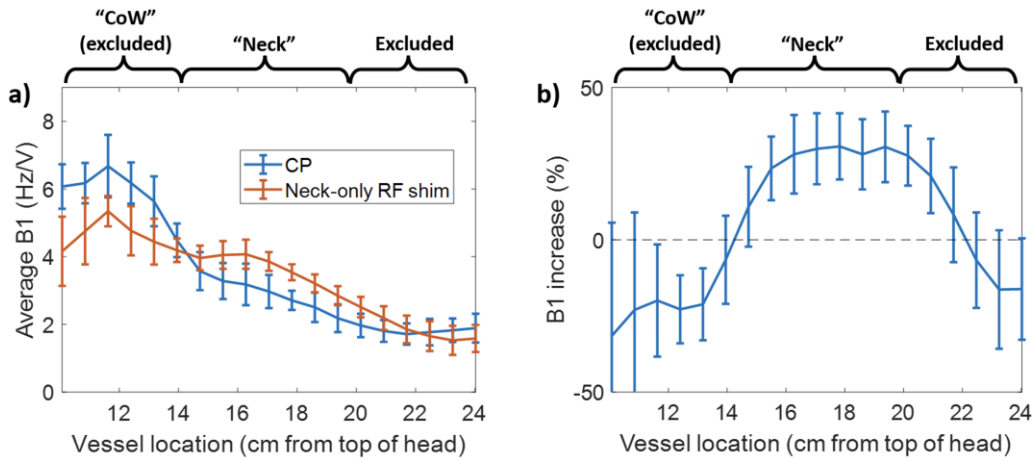 “CoW”
(excluded)
“Neck”
Excluded
a)
8
6
4
2
0
Average B1 (Hz/V)
CP
Neck-only RF shim
12 14 16 18 20 22 24
Vessel location (cm from top of head)
“CoW”
(excluded)
“Neck”
Excluded
b)
50
0
-50
B1 increase (%)
12 14 16 18 20 22 24
Vessel location (cm from top of head)